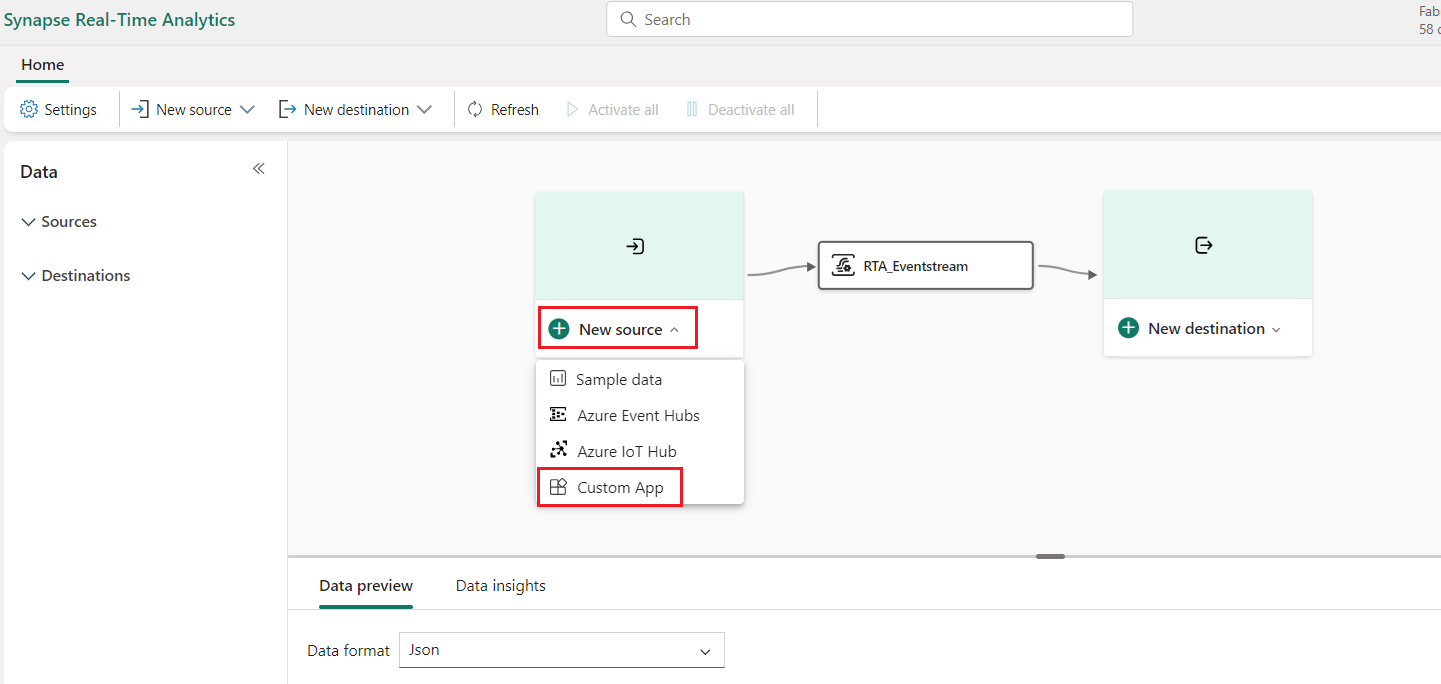 Synapse Real-Time Analytics
Search
Fab
58 d
Home
Settings
New source
New destination
Refresh
Activate all
Deactivate all
Data
Sources
Destinations
RTA_Eventstream
New source
New destination
Sample data
Azure Event Hubs
Azure IoT Hub
Custom App
Data preview
Data insights
Data format
Json